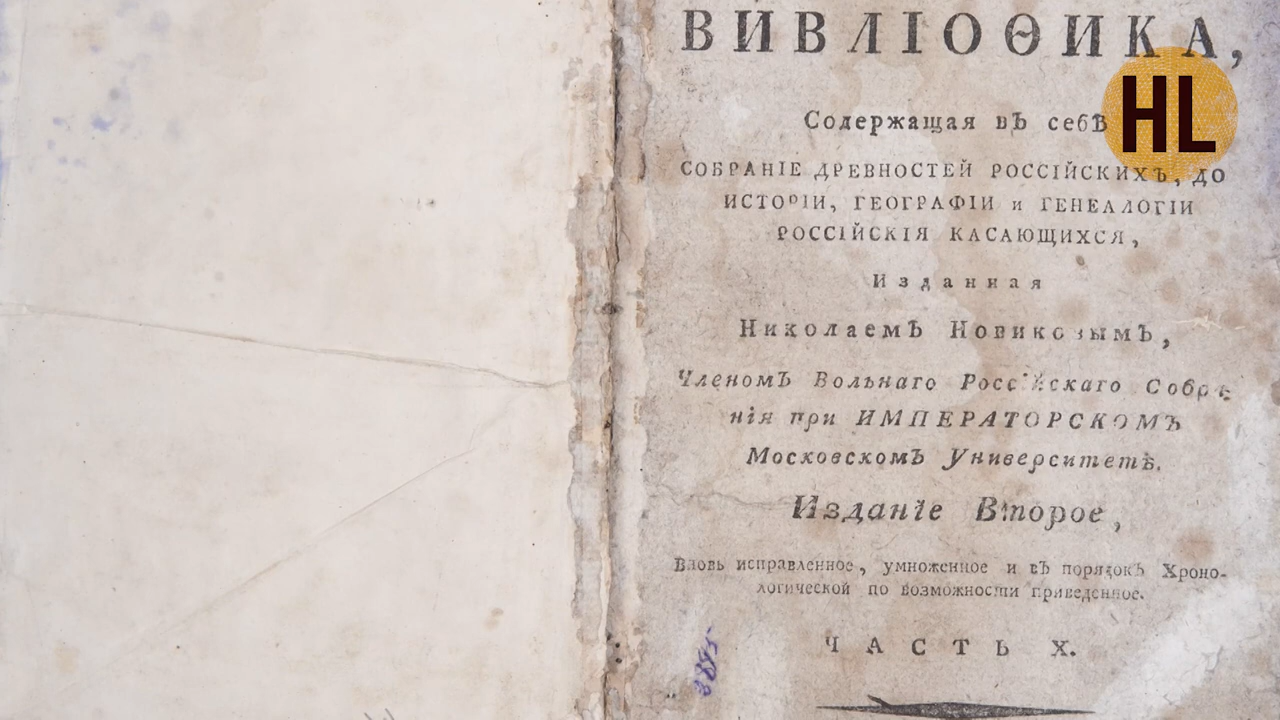 ВИВЛІОѲИКА,
HL
Содержащая въ себѣ
СОБРАНІЕ ДРЕВНОСТЕЙ РОССІЙСКИХЪ, ДО
ИСТОРІИ, ГЕОГРАФІИ и ГЕНЕАЛОГІИ
РОССІЙСКІЯ КАСАЮЩИХСЯ,
Изданная
Николаемъ Новиковымъ,
Членомъ Вольнаго Россійскаго Собра-
нія при ИМПЕРАТОРСКОМЪ
Московскомъ Университетѣ.
Изданіе Второе,
Вновь исправленное, умноженное и въ порядокъ Хроно-
логической по возможности приведенное.
ЧАСТЬ X.